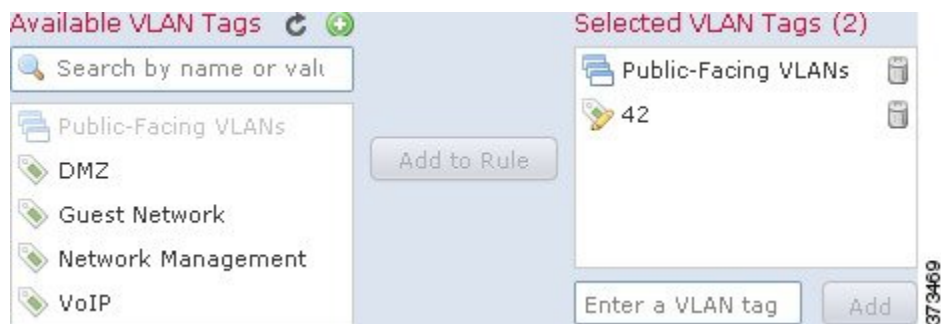 Available VLAN Tags
Search by name or valu
Public-Facing VLANs
DMZ
Guest Network
Network Management
VoIP
Add to Rule
Selected VLAN Tags (2)
Public-Facing VLANs
42
Enter a VLAN tag
Add
373469